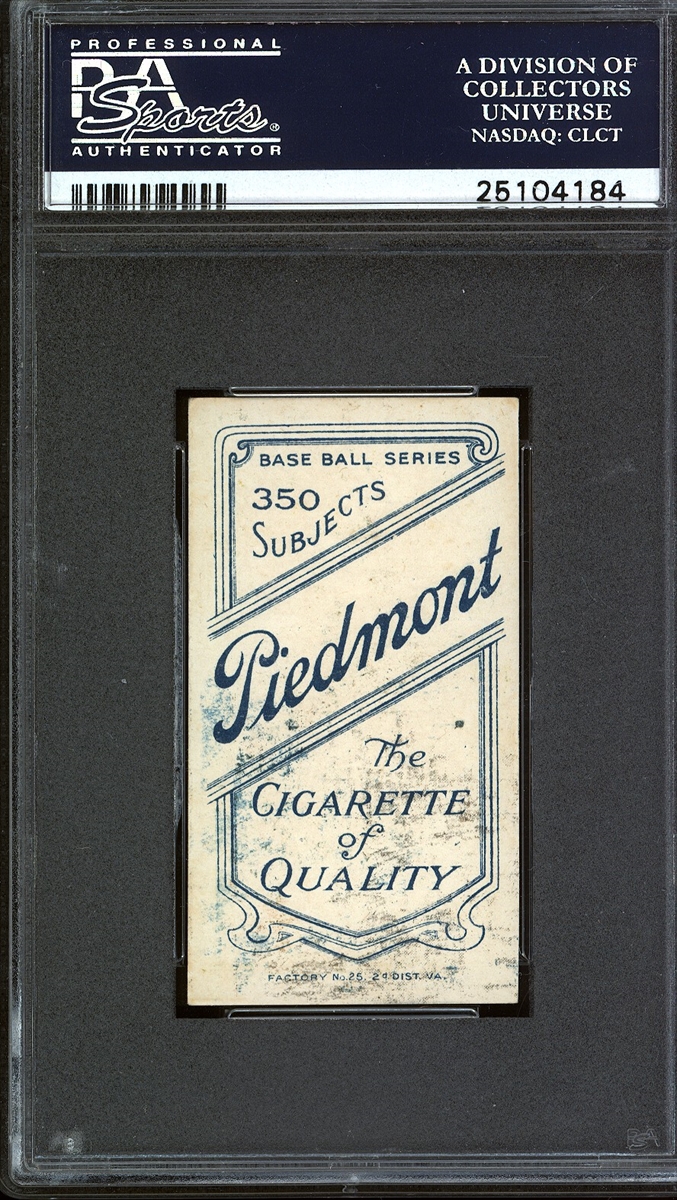 PROFESSIONAL
PSA
Sports®
AUTHENTICATOR
A DIVISION OF
COLLECTORS
UNIVERSE
NASDAQ: CLCT
25104184
BASE BALL SERIES
350
SUBJECTS
Piedmont
The
CIGARETTE
of
QUALITY
FACTORY No.25, 2d DIST. VA.
PSA